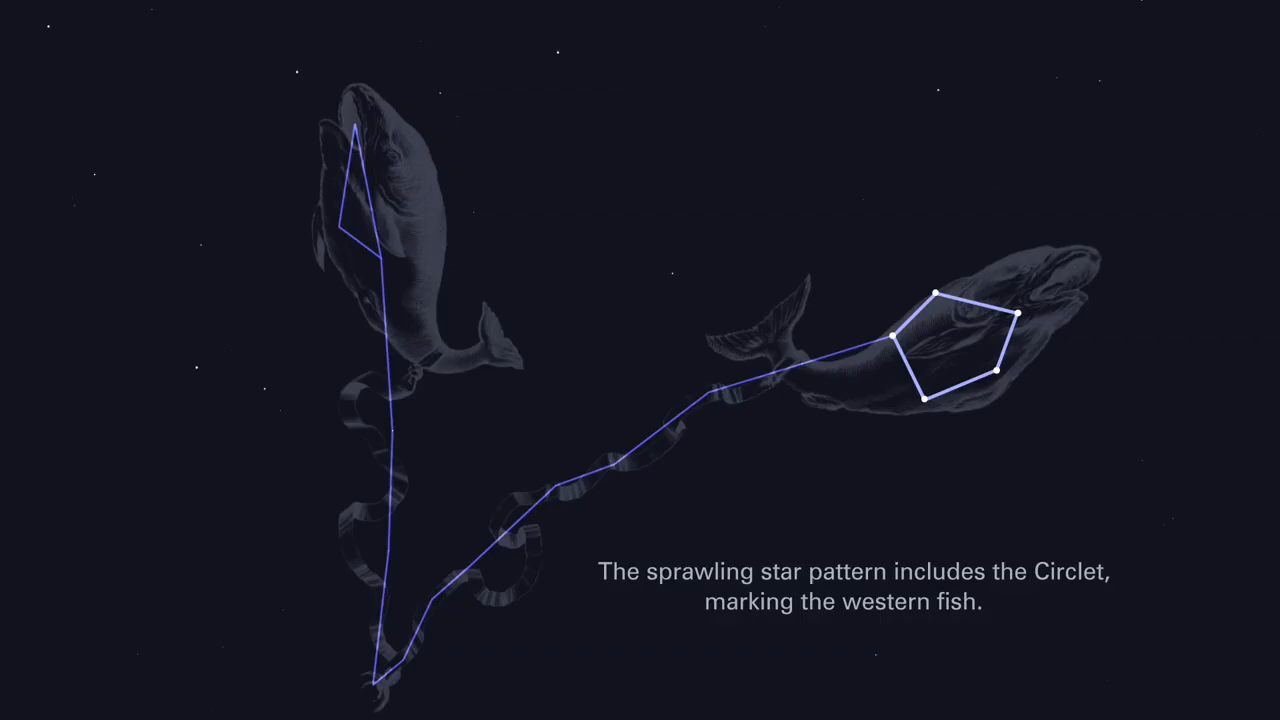 The sprawling star pattern includes the Circlet,
marking the western fish.